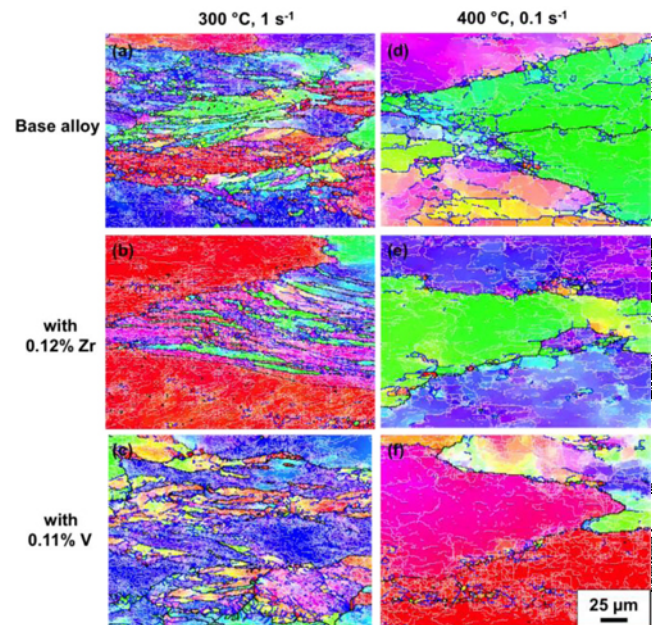 300 °C, 1 s⁻¹
400 °C, 0.1 s⁻¹
Base alloy
(a)
(d)
with
0.12% Zr
(b)
(e)
with
0.11% V
(c)
(f)
25 µm